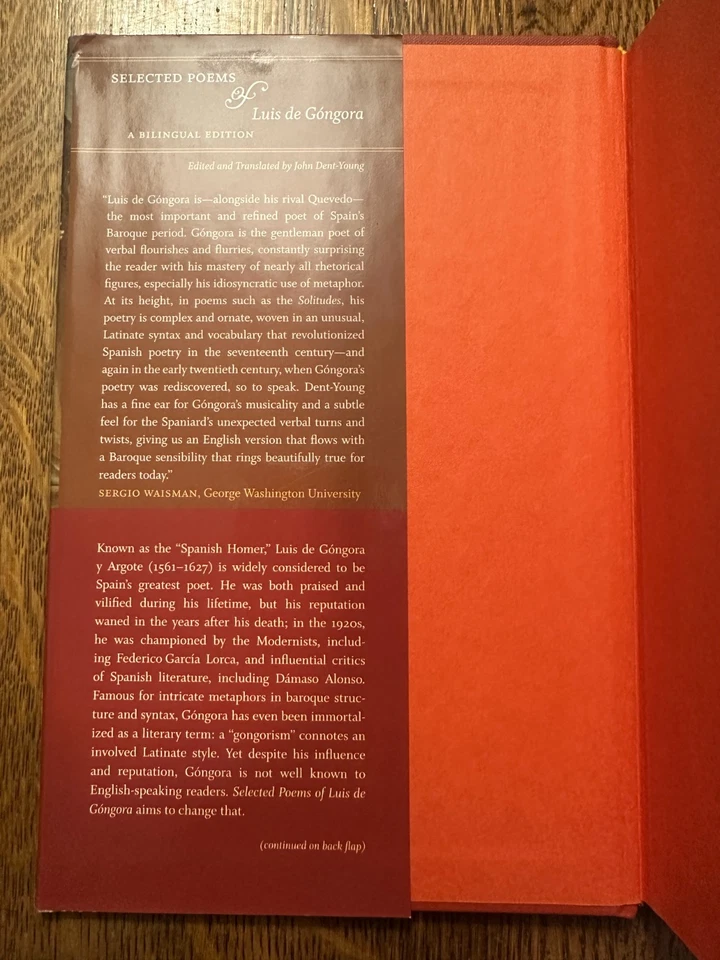 SELECTED POEMS
of
Luis de Góngora
A BILINGUAL EDITION
Edited and Translated by John Dent-Young
“Luis de Góngora is—alongside his rival Quevedo—
the most important and refined poet of Spain’s
Baroque period. Góngora is the gentleman poet of
verbal flourishes and flurries, constantly surprising
the reader with his mastery of nearly all rhetorical
figures, especially his idiosyncratic use of metaphor.
At its height, in poems such as the Solitudes, his
poetry is complex and ornate, woven in an unusual,
Latinate syntax and vocabulary that revolutionized
Spanish poetry in the seventeenth century—and
again in the early twentieth century, when Góngora’s
poetry was rediscovered, so to speak. Dent-Young
has a fine ear for Góngora’s musicality and a subtle
feel for the Spaniard’s unexpected verbal turns and
twists, giving us an English version that flows with
a Baroque sensibility that rings beautifully true for
readers today.”
SERGIO WAISMAN, George Washington University
Known as the “Spanish Homer,” Luis de Góngora
y Argote (1561–1627) is widely considered to be
Spain’s greatest poet. He was both praised and
vilified during his lifetime, but his reputation
waned in the years after his death; in the 1920s,
he was championed by the Modernists, includ-
ing Federico García Lorca, and influential critics
of Spanish literature, including Dámaso Alonso.
Famous for intricate metaphors in baroque struc-
ture and syntax, Góngora has even been immortal-
ized as a literary term: a “gongorism” connotes an
involved Latinate style. Yet despite his influence
and reputation, Góngora is not well known to
English-speaking readers. Selected Poems of Luis de
Góngora aims to change that.
(continued on back flap)